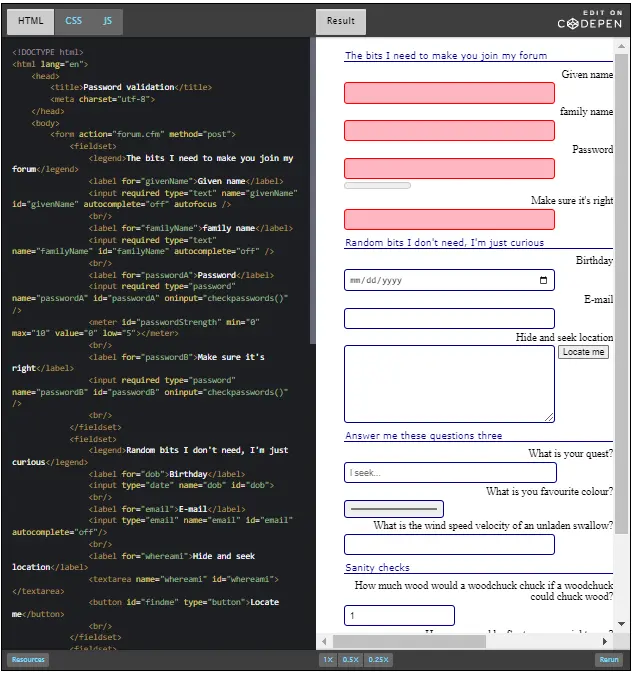 HTML CSS JS Result
EDIT ON
CODEPEN
<!DOCTYPE html>
<html lang="en">
<head>
<title>Password validation</title>
<meta charset="utf-8">
</head>
<body>
<form action="forum.cfm" method="post">
<fieldset>
<legend>The bits I need to make you join my
forum</legend>
<label for="givenName">Given name</label>
<input required type="text" name="givenName"
id="givenName" autocomplete="off" autofocus />
<br/>
<label for="familyName">family name</label>
<input required type="text"
name="familyName" id="familyName" autocomplete="off" />
<br/>
<label for="passwordA">Password</label>
<input required type="password"
name="passwordA" id="passwordA" oninput="checkpasswords()"
/>
<meter id="passwordStrength" min="0"
max="10" value="0" low="5"></meter>
<br/>
<label for="passwordB">Make sure it's
right</label>
<input required type="password"
name="passwordB" id="passwordB" oninput="checkpasswords()"
/>
<br/>
</fieldset>
<fieldset>
<legend>Random bits I don't need, I'm just
curious</legend>
<label for="dob">Birthday</label>
<input type="date" name="dob" id="dob">
<br/>
<label for="email">E-mail</label>
<input type="email" name="email" id="email"
autocomplete="off"/>
<br/>
<label for="whereami">Hide and seek
location</label>
<textarea name="whereami" id="whereami">
</textarea>
<button id="findme" type="button">Locate
me</button>
<br/>
</fieldset>
<fieldset>
The bits I need to make you join my forum
Given name
family name
Password
Make sure it's right
Random bits I don't need, I'm just curious
Birthday
mm/dd/yyyy
E-mail
Hide and seek location
Locate me
Answer me these questions three
What is your quest?
I seek...
What is you favourite colour?
What is the wind speed velocity of an unladen swallow?
Sanity checks
How much wood would a woodchuck chuck if a woodchuck
could chuck wood?
1
Resources 1X 0.5X 0.25X Rerun